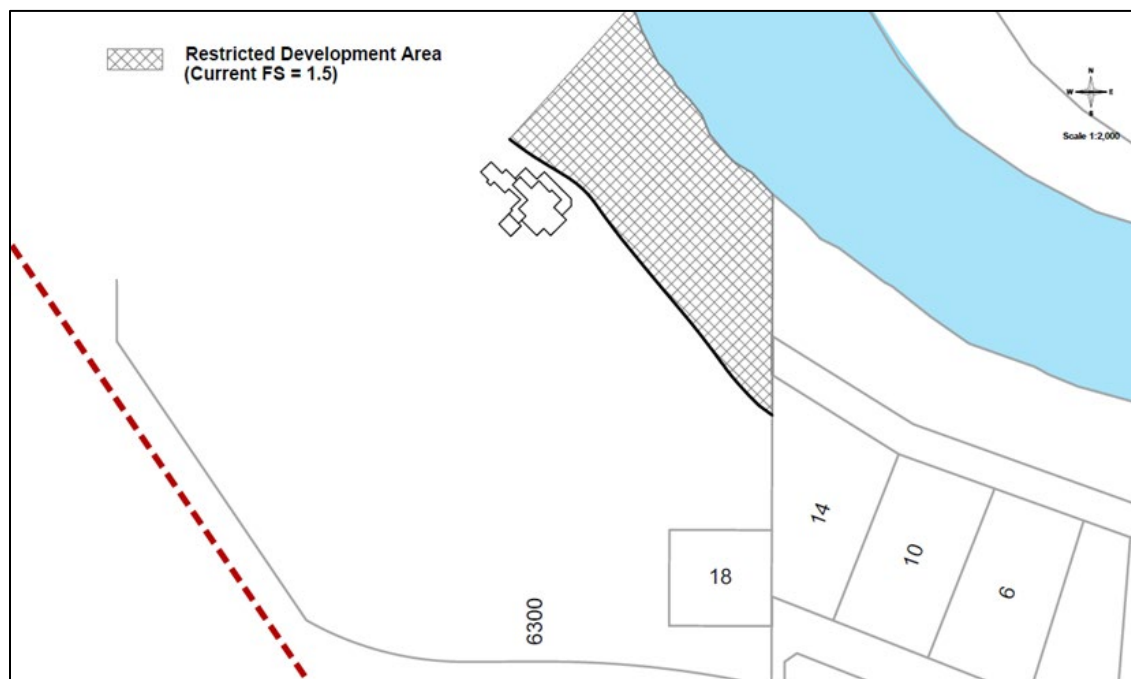 Restricted Development Area
(Current FS = 1.5)
N
W E
S
Scale 1:2,000
14
10
6
18
6300